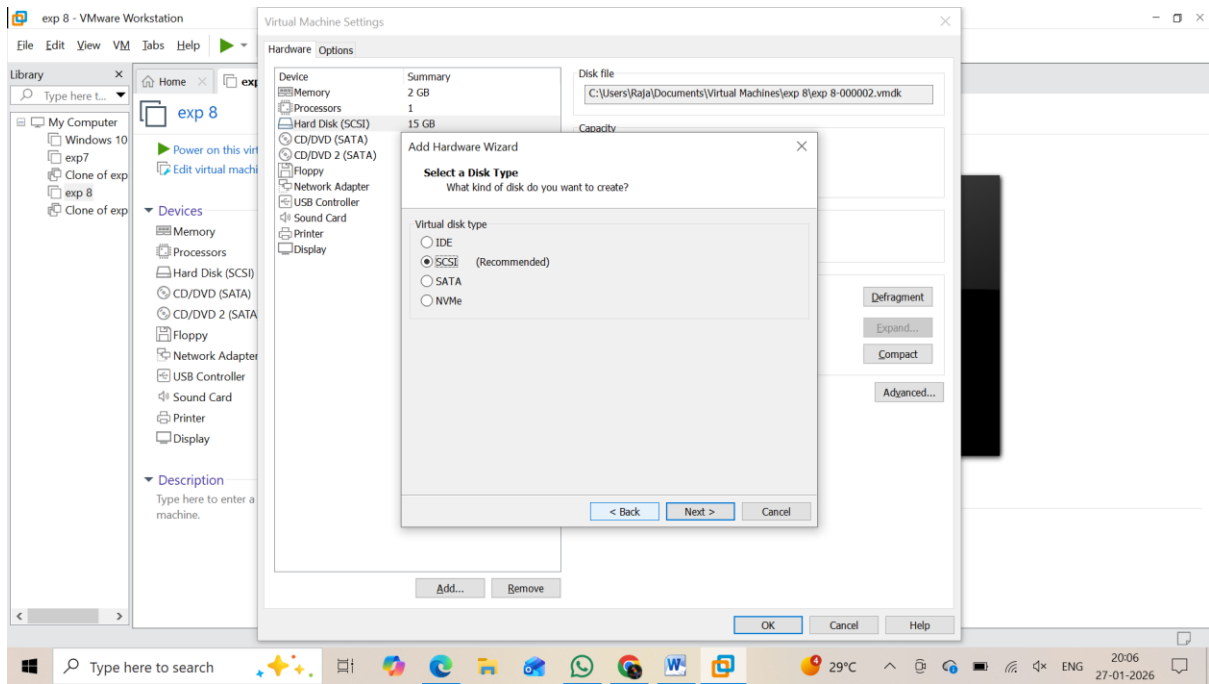 exp 8 - VMware Workstation
File Edit View VM Tabs Help
Library
Type here t...
My Computer
Windows 10
exp7
Clone of exp
exp 8
Clone of exp
Home
exp
exp 8
Power on this virt
Edit virtual machi
Devices
Memory
Processors
Hard Disk (SCSI)
CD/DVD (SATA)
CD/DVD 2 (SATA
Floppy
Network Adapter
USB Controller
Sound Card
Printer
Display
Description
Type here to enter a
machine.
Virtual Machine Settings
Hardware Options
Device Summary
Memory 2 GB
Processors 1
Hard Disk (SCSI) 15 GB
CD/DVD (SATA)
CD/DVD 2 (SATA)
Floppy
Network Adapter
USB Controller
Sound Card
Printer
Display
Add... Remove
Disk file
C:\Users\Raja\Documents\Virtual Machines\exp 8\exp 8-000002.vmdk
Capacity
Defragment
Expand...
Compact
Advanced...
OK Cancel Help
Add Hardware Wizard
Select a Disk Type
What kind of disk do you want to create?
Virtual disk type
IDE
SCSI (Recommended)
SATA
NVMe
< Back Next > Cancel
Type here to search
29°C
ENG
20:06
27-01-2026